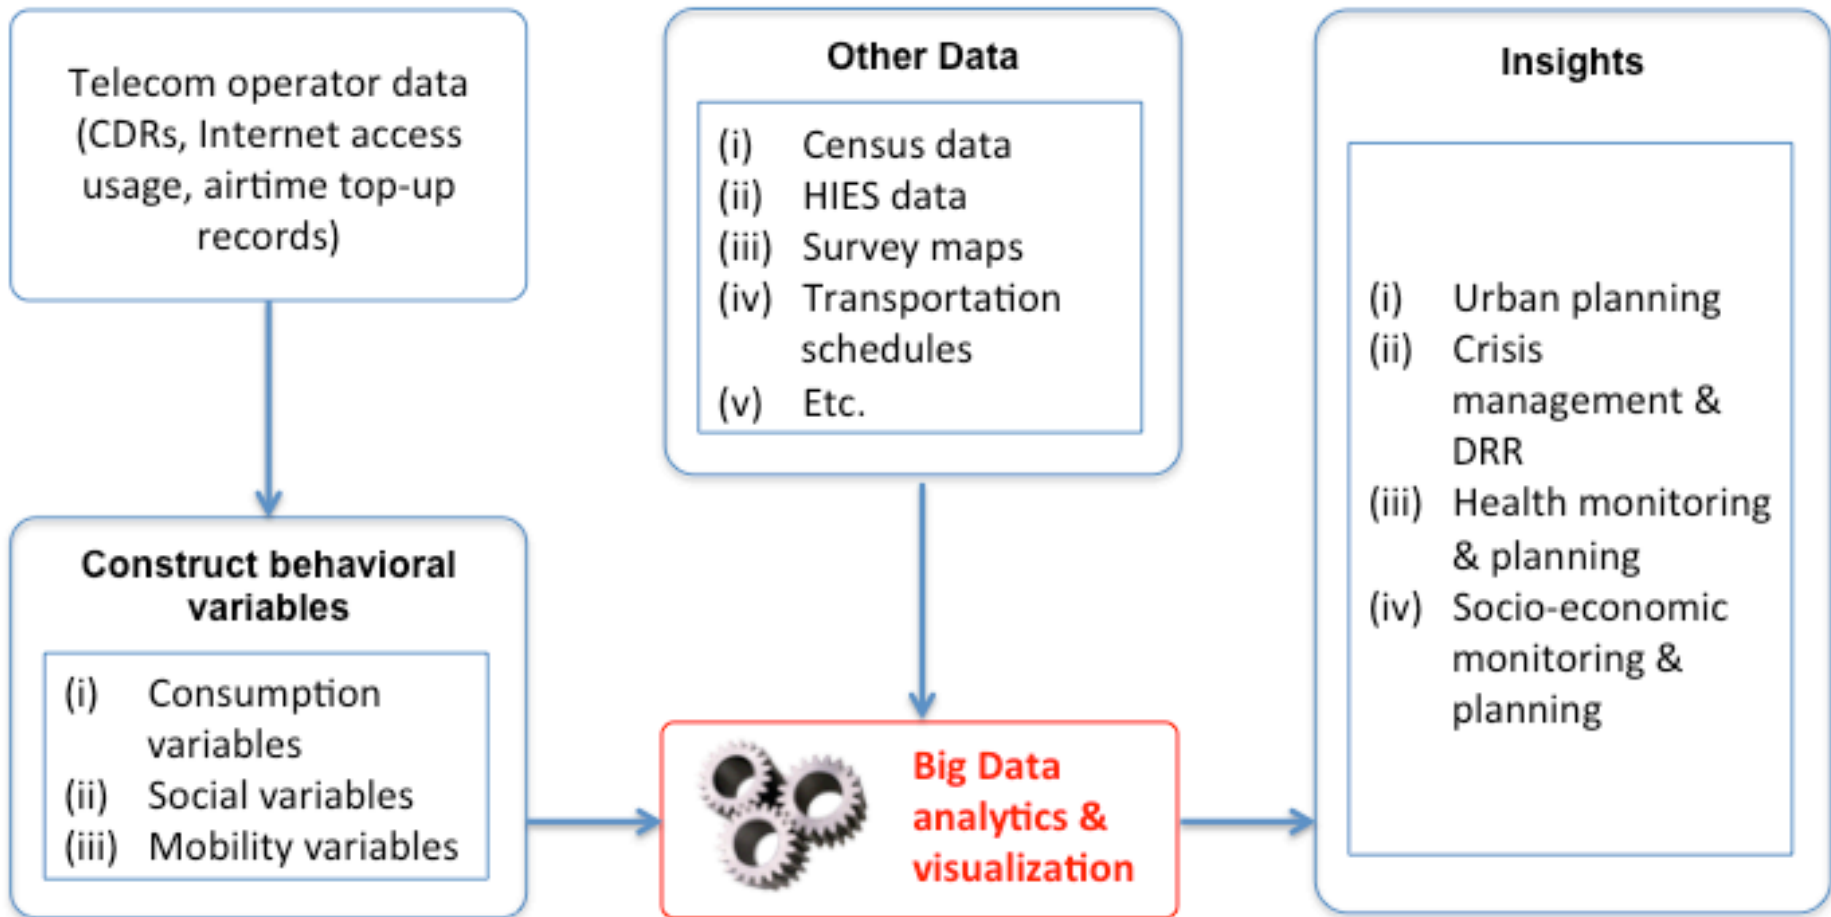 Telecom operator data
(CDRs, Internet access
usage, airtime top-up
records)
Construct behavioral
variables
(i) Consumption
variables
(ii) Social variables
(iii) Mobility variables
Other Data
(i) Census data
(ii) HIES data
(iii) Survey maps
(iv) Transportation
schedules
(v) Etc.
Big Data
analytics &
visualization
Insights
(i) Urban planning
(ii) Crisis
management &
DRR
(iii) Health monitoring
& planning
(iv) Socio-economic
monitoring &
planning